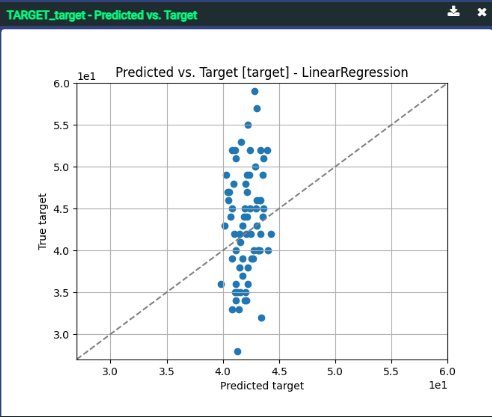 TARGET_target - Predicted vs. Target
Predicted vs. Target [target] - LinearRegression
1e1
6.0
5.5
5.0
4.5
4.0
3.5
3.0
True target
3.0 3.5 4.0 4.5 5.0 5.5 6.0
1e1
Predicted target